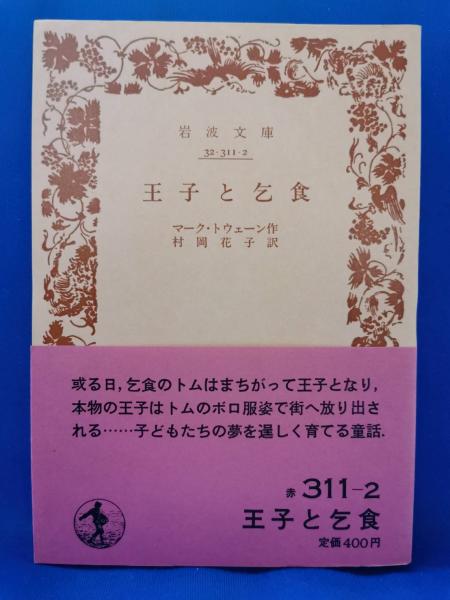 岩波文庫
32-311-2
王子と乞食
マーク・トウェーン作
村岡花子訳
或る日，乞食のトムはまちがって王子となり，
本物の王子はトムのボロ服姿で街へ放り出さ
れる……子どもたちの夢を逞しく育てる童話．
赤 311-2
王子と乞食
定価400円